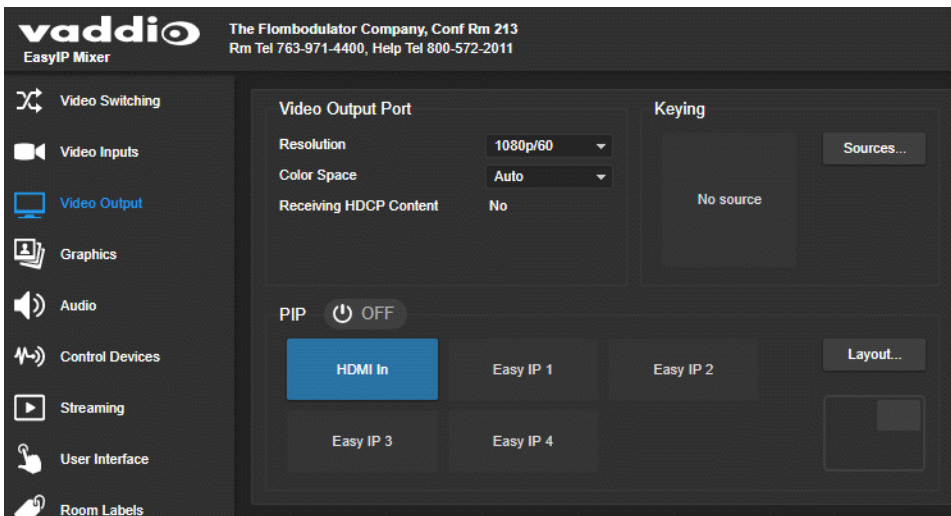 vaddio
EasyIP Mixer
The Flombodulator Company, Conf Rm 213
Rm Tel 763-971-4400, Help Tel 800-572-2011
Video Switching
Video Inputs
Video Output
Graphics
Audio
Control Devices
Streaming
User Interface
Room Labels
Video Output Port
Resolution 1080p/60
Color Space Auto
Receiving HDCP Content No
Keying
No source
Sources...
PIP OFF
HDMI In Easy IP 1 Easy IP 2
Easy IP 3 Easy IP 4
Layout...